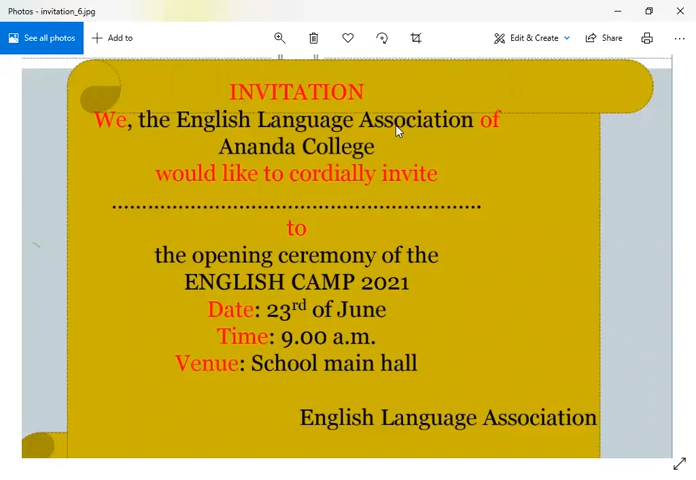 Photos - invitation_6.jpg
See all photos
Add to
Edit & Create
Share
INVITATION
We, the English Language Association of
Ananda College
would like to cordially invite
..............................................................
to
the opening ceremony of the
ENGLISH CAMP 2021
Date: 23rd of June
Time: 9.00 a.m.
Venue: School main hall
English Language Association